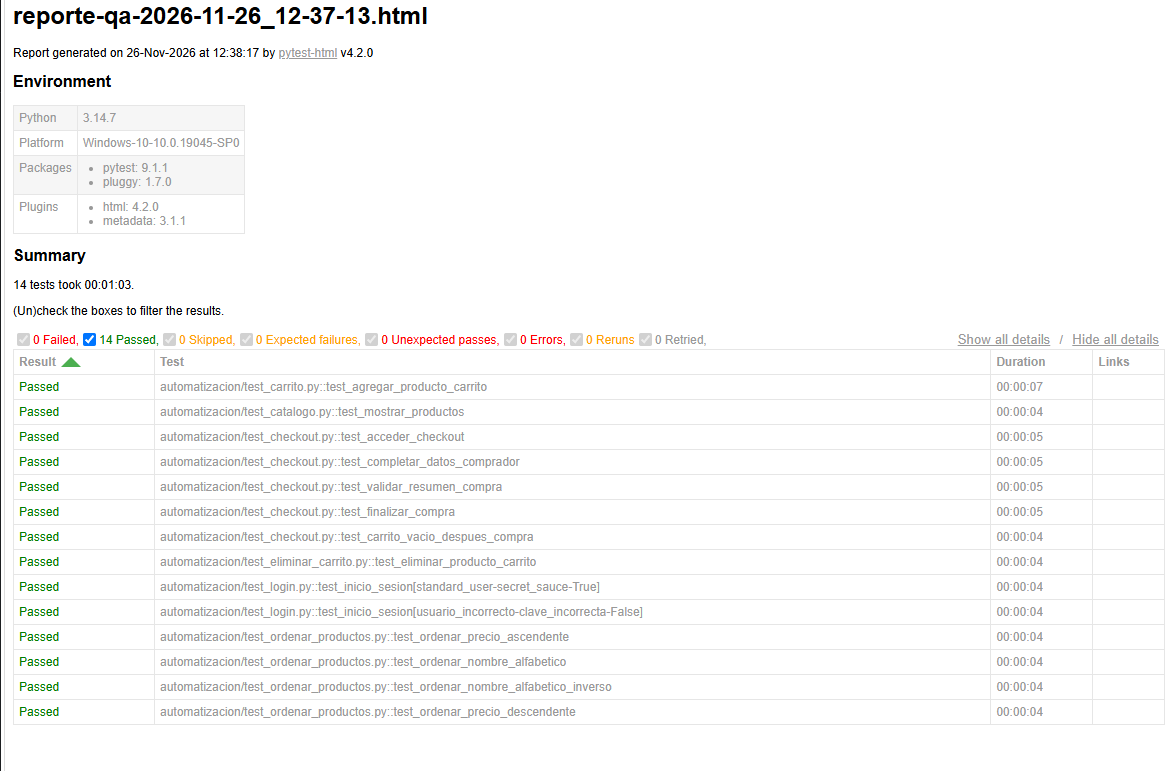 reporte-qa-2026-11-26_12-37-13.html
Report generated on 26-Nov-2026 at 12:38:17 by pytest-html v4.2.0
Environment
Python 3.14.7
Platform Windows-10-10.0.19045-SP0
Packages
pytest: 9.1.1
pluggy: 1.7.0
Plugins
html: 4.2.0
metadata: 3.1.1
Summary
14 tests took 00:01:03.
(Un)check the boxes to filter the results.
0 Failed, 14 Passed, 0 Skipped, 0 Expected failures, 0 Unexpected passes, 0 Errors, 0 Reruns 0 Retried, Show all details / Hide all details
Result Test Duration Links
Passed automatizacion/test_carrito.py::test_agregar_producto_carrito 00:00:07
Passed automatizacion/test_catalogo.py::test_mostrar_productos 00:00:04
Passed automatizacion/test_checkout.py::test_acceder_checkout 00:00:05
Passed automatizacion/test_checkout.py::test_completar_datos_comprador 00:00:05
Passed automatizacion/test_checkout.py::test_validar_resumen_compra 00:00:05
Passed automatizacion/test_checkout.py::test_finalizar_compra 00:00:05
Passed automatizacion/test_checkout.py::test_carrito_vacio_despues_compra 00:00:04
Passed automatizacion/test_eliminar_carrito.py::test_eliminar_producto_carrito 00:00:04
Passed automatizacion/test_login.py::test_inicio_sesion[standard_user-secret_sauce-True] 00:00:04
Passed automatizacion/test_login.py::test_inicio_sesion[usuario_incorrecto-clave_incorrecta-False] 00:00:04
Passed automatizacion/test_ordenar_productos.py::test_ordenar_precio_ascendente 00:00:04
Passed automatizacion/test_ordenar_productos.py::test_ordenar_nombre_alfabetico 00:00:04
Passed automatizacion/test_ordenar_productos.py::test_ordenar_nombre_alfabetico_inverso 00:00:04
Passed automatizacion/test_ordenar_productos.py::test_ordenar_precio_descendente 00:00:04